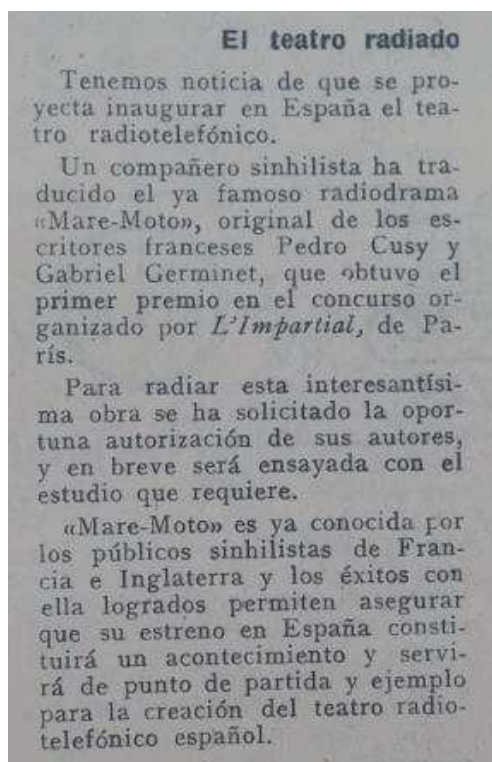 El teatro radiado
Tenemos noticia de que se pro-
yecta inaugurar en España el tea-
tro radiotelefónico.
Un compañero sinhilista ha tra-
ducido el ya famoso radiodrama
«Mare-Moto», original de los es-
critores franceses Pedro Cusy y
Gabriel Germinet, que obtuvo el
primer premio en el concurso or-
ganizado por L'Impartial, de Pa-
rís.
Para radiar esta interesantísi-
ma obra se ha solicitado la opor-
tuna autorización de sus autores,
y en breve será ensayada con el
estudio que requiere.
«Mare-Moto» es ya conocida por
los públicos sinhilistas de Fran-
cia e Inglaterra y los éxitos con
ella logrados permiten asegurar
que su estreno en España consti-
tuirá un acontecimiento y servi-
rá de punto de partida y ejemplo
para la creación del teatro radio-
telefónico español.